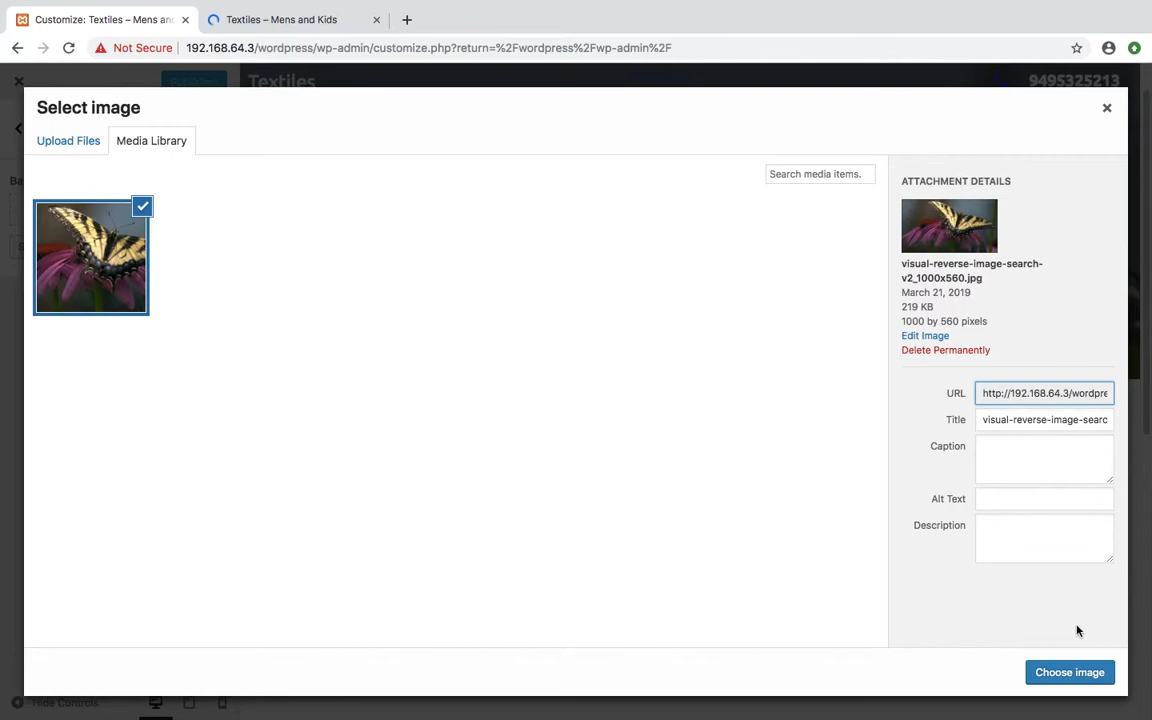 Customize: Textiles – Mens an
Textiles – Mens and Kids
Not Secure
192.168.64.3/wordpress/wp-admin/customize.php?return=%2Fwordpress%2Fwp-admin%2F
Textiles
9495325213
Select image
Upload Files
Media Library
Search media items.
ATTACHMENT DETAILS
visual-reverse-image-search-
v2_1000x560.jpg
March 21, 2019
219 KB
1000 by 560 pixels
Edit Image
Delete Permanently
URL
http://192.168.64.3/wordpre
Title
visual-reverse-image-searc
Caption
Alt Text
Description
Choose image
Hide Controls